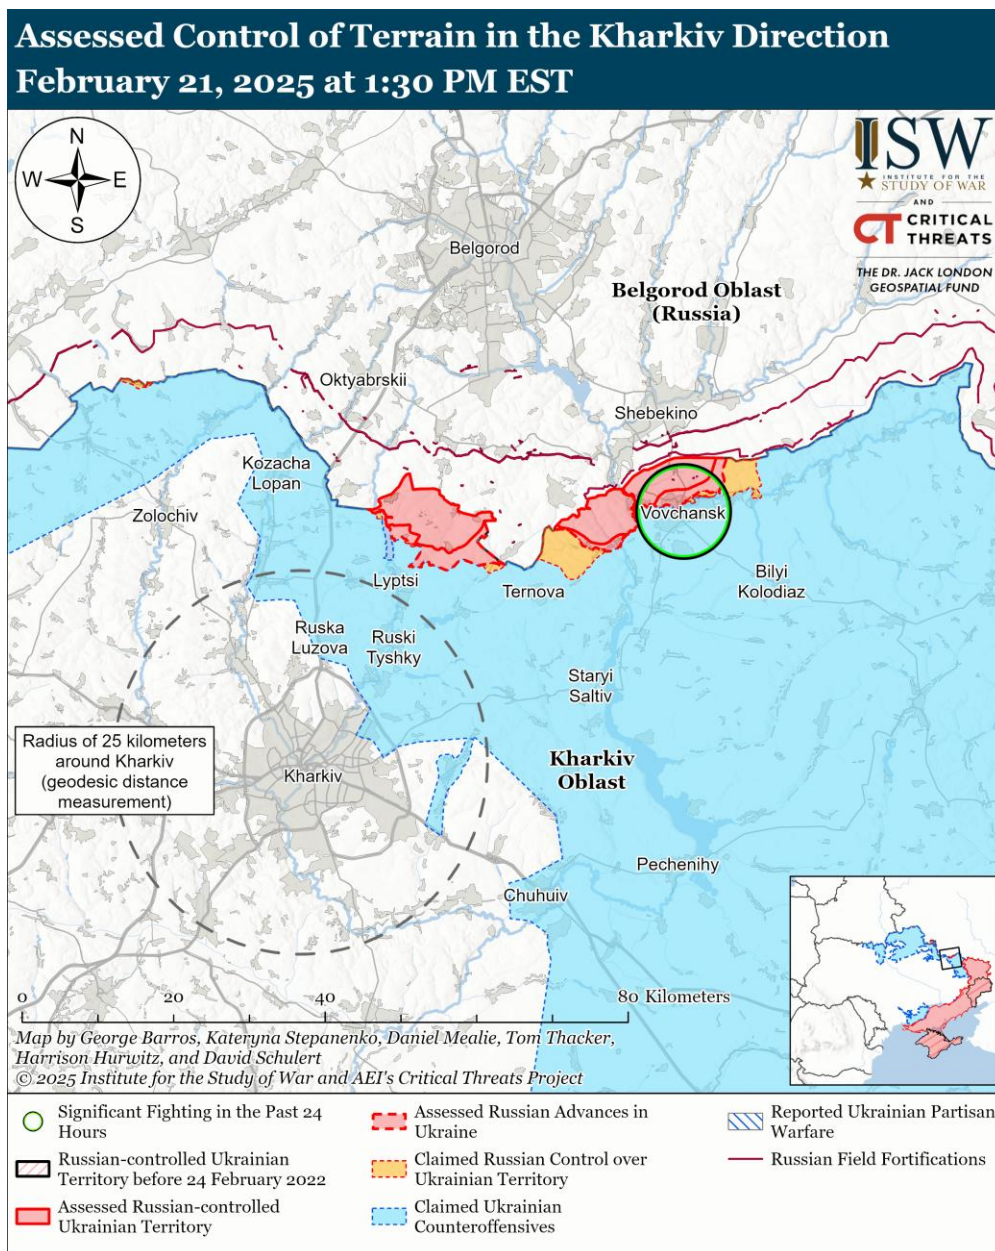 Assessed Control of Terrain in the Kharkiv Direction
February 21, 2025 at 1:30 PM EST
N
W
E
S
ISW
INSTITUTE FOR THE
STUDY OF WAR
AND
CT CRITICAL
THREATS
THE DR. JACK LONDON
GEOSPATIAL FUND
Belgorod
Belgorod Oblast
(Russia)
Oktyabrskii
Shebekino
Kozacha
Lopan
Zolochiv
Vovchansk
Lyptsi
Ternova
Bilyi
Kolodiaz
Ruska
Luzova
Ruski
Tyshky
Staryi
Saltiv
Radius of 25 kilometers
around Kharkiv
(geodesic distance
measurement)
Kharkiv
Kharkiv
Oblast
Pechenihy
Chuhuiv
0
20
40
80 Kilometers
Map by George Barros, Kateryna Stepanenko, Daniel Mealie, Tom Thacker,
Harrison Hurwitz, and David Schulert
© 2025 Institute for the Study of War and AEI's Critical Threats Project
Significant Fighting in the Past 24
Hours
Russian-controlled Ukrainian
Territory before 24 February 2022
Assessed Russian-controlled
Ukrainian Territory
Assessed Russian Advances in
Ukraine
Claimed Russian Control over
Ukrainian Territory
Claimed Ukrainian
Counteroffensives
Reported Ukrainian Partisan
Warfare
Russian Field Fortifications